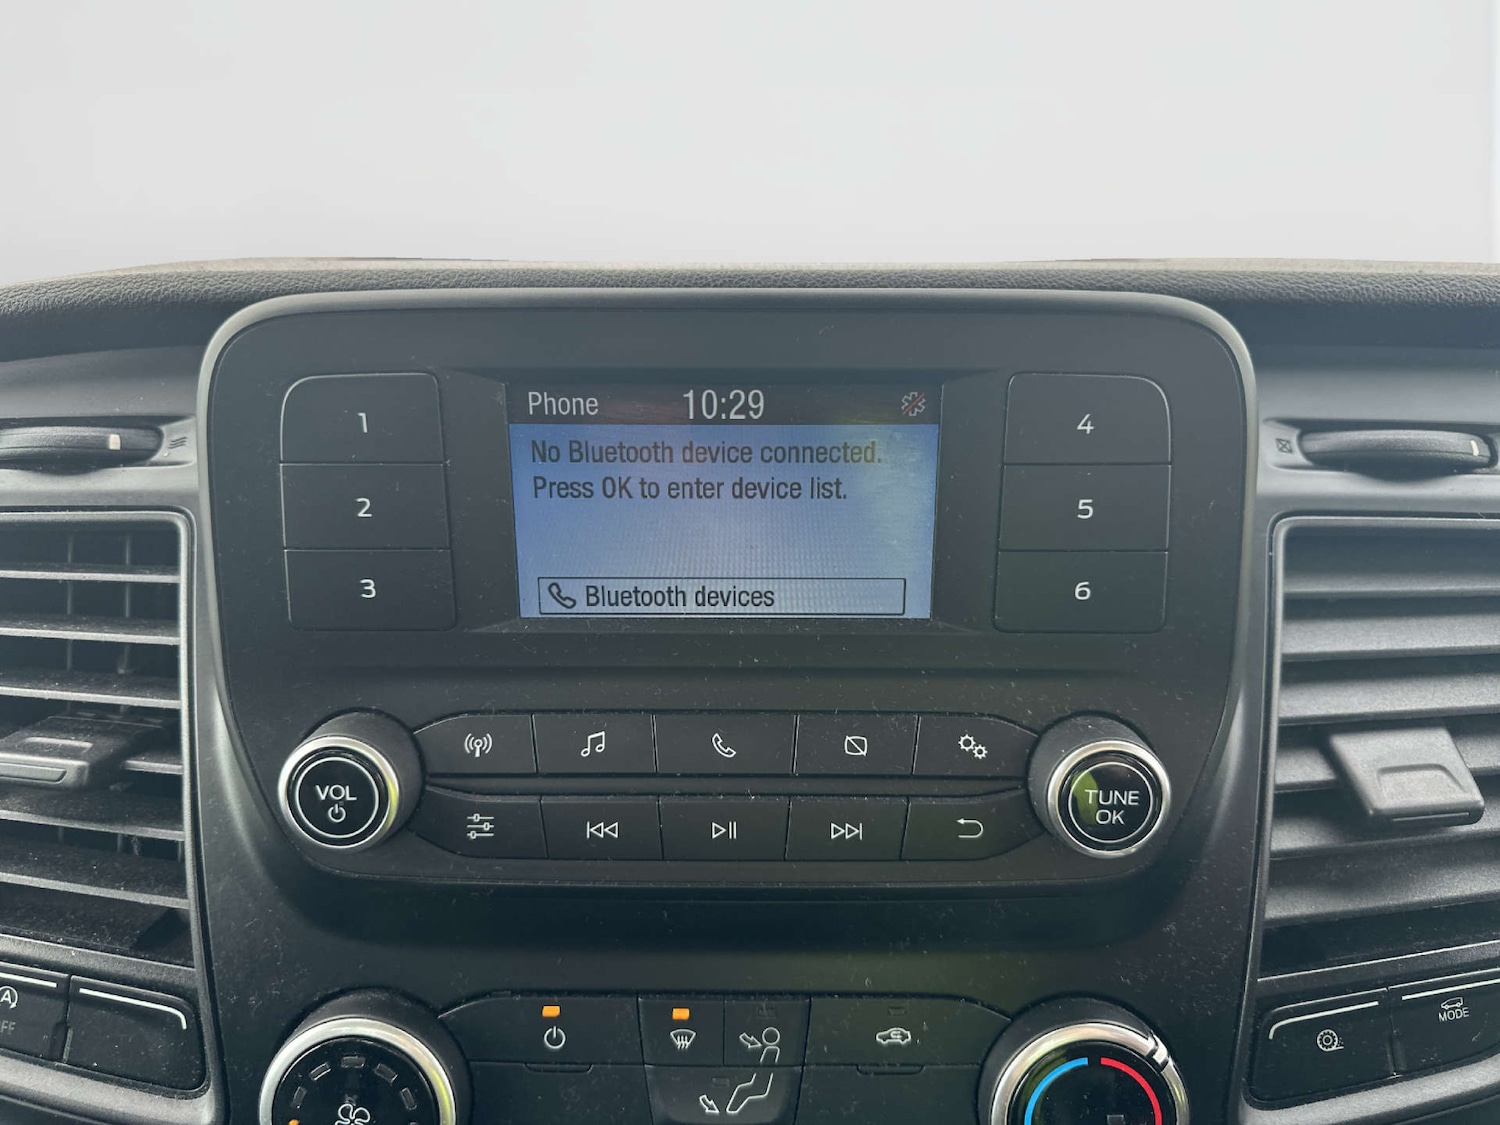 Phone 10:29
No Bluetooth device connected.
Press OK to enter device list.
Bluetooth devices
1
2
3
4
5
6
VOL
TUNE
OK
A
MODE